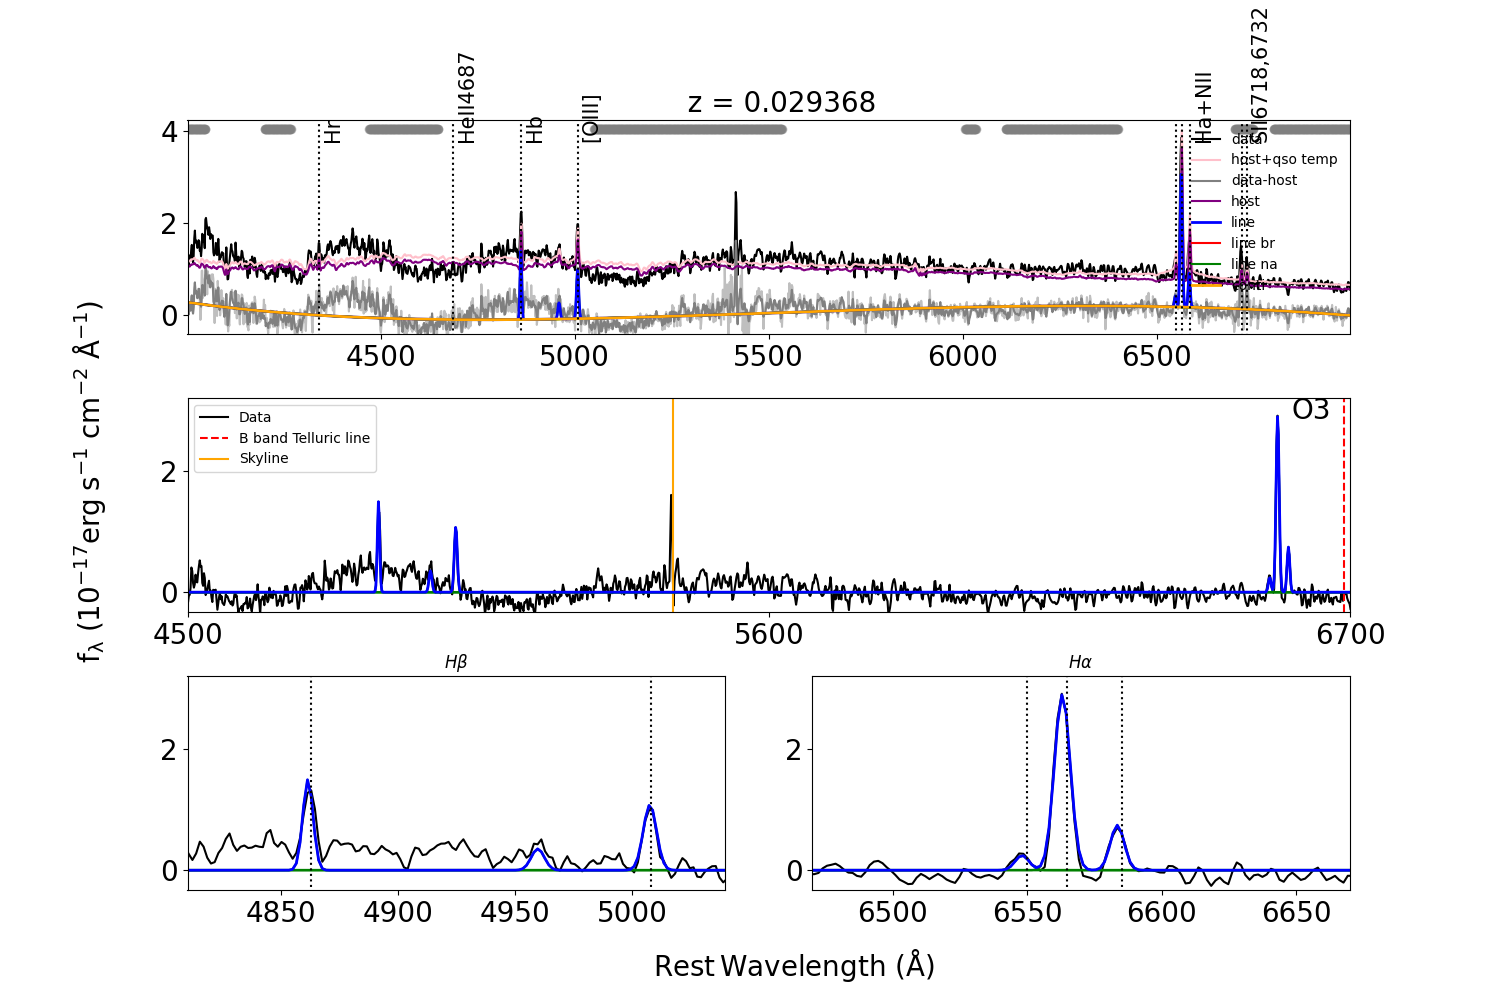 z = 0.029368
Hr
HeII4687
Hb
[OIII]
Ha+NII
SII6718,6732
4
2
0
data
host+qso temp
data-host
host
line
line br
line na
4500
5000
5500
6000
6500
fλ (10⁻¹⁷erg s⁻¹ cm⁻² Å⁻¹)
Data
B band Telluric line
Skyline
O3
2
0
4500
5600
6700
Hβ
2
0
4850
4900
4950
5000
Hα
2
0
6500
6550
6600
6650
Rest Wavelength (Å)